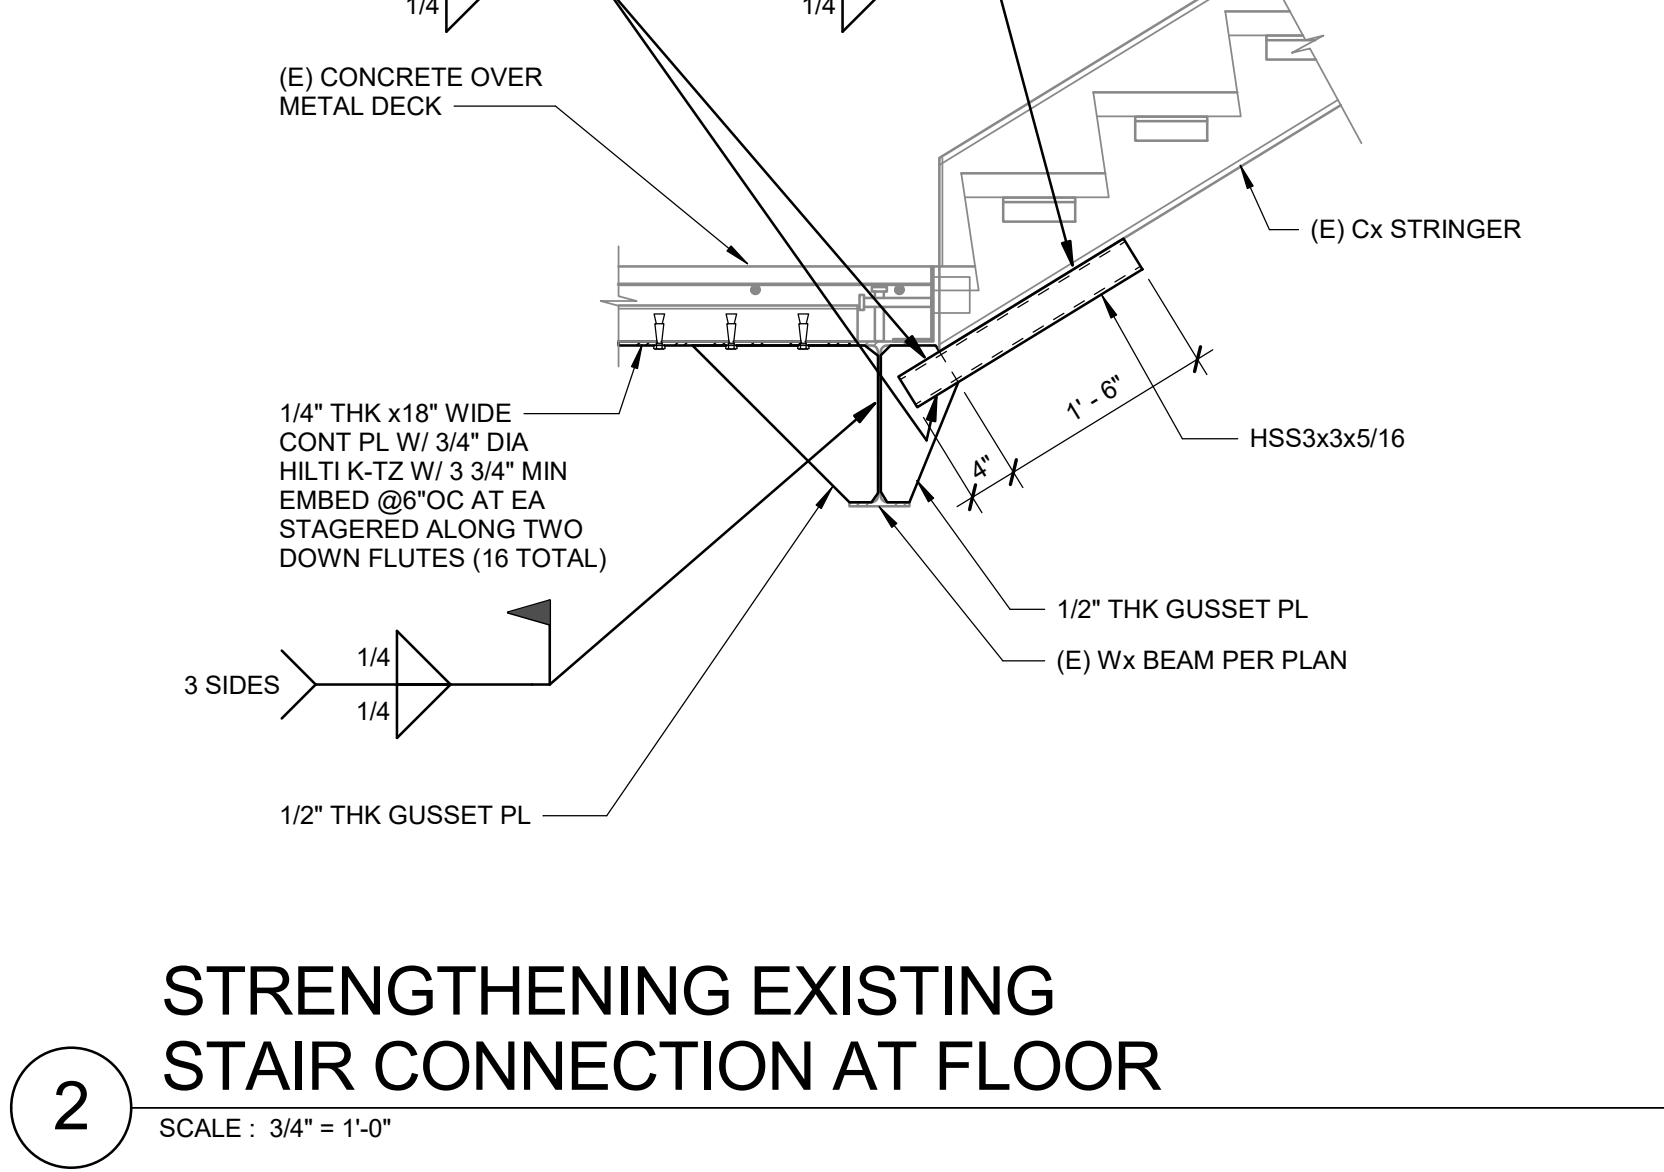 1/4
1/4
(E) CONCRETE OVER
METAL DECK
(E) Cx STRINGER
1/4" THK x18" WIDE
CONT PL W/ 3/4" DIA
HILTI K-TZ W/ 3 3/4" MIN
EMBED @6"OC AT EA
STAGERED ALONG TWO
DOWN FLUTES (16 TOTAL)
1' - 6"
4"
HSS3x3x5/16
1/2" THK GUSSET PL
(E) Wx BEAM PER PLAN
3 SIDES
1/4
1/4
1/2" THK GUSSET PL
STRENGTHENING EXISTING
STAIR CONNECTION AT FLOOR
2
SCALE : 3/4" = 1'-0"